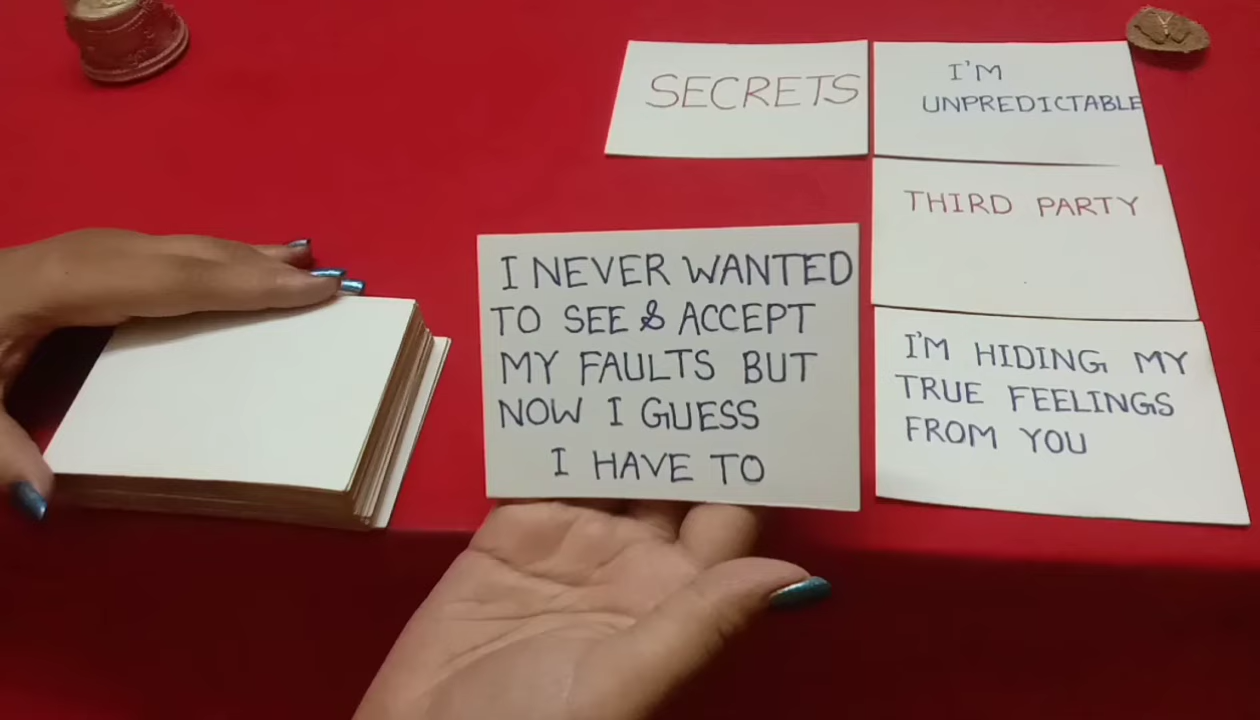 SECRETS
I'M
UNPREDICTABLE
THIRD PARTY
I NEVER WANTED
TO SEE & ACCEPT
MY FAULTS BUT
NOW I GUESS
I HAVE TO
I'M HIDING MY
TRUE FEELINGS
FROM YOU